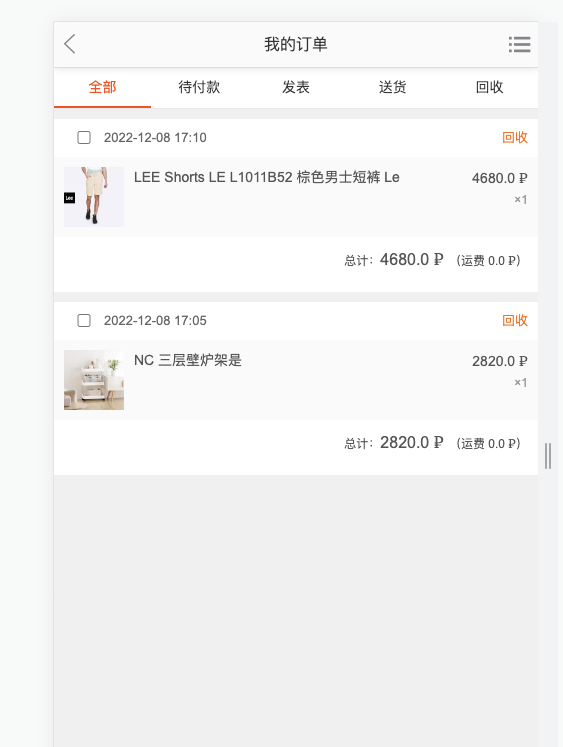 我的订单
全部 待付款 发表 送货 回收
2022-12-08 17:10 回收
LEE Shorts LE L1011B52 棕色男士短裤 Le 4680.0 ₽
Lee
×1
总计：4680.0 ₽ （运费 0.0 ₽）
2022-12-08 17:05 回收
NC 三层壁炉架是 2820.0 ₽
×1
总计：2820.0 ₽ （运费 0.0 ₽）